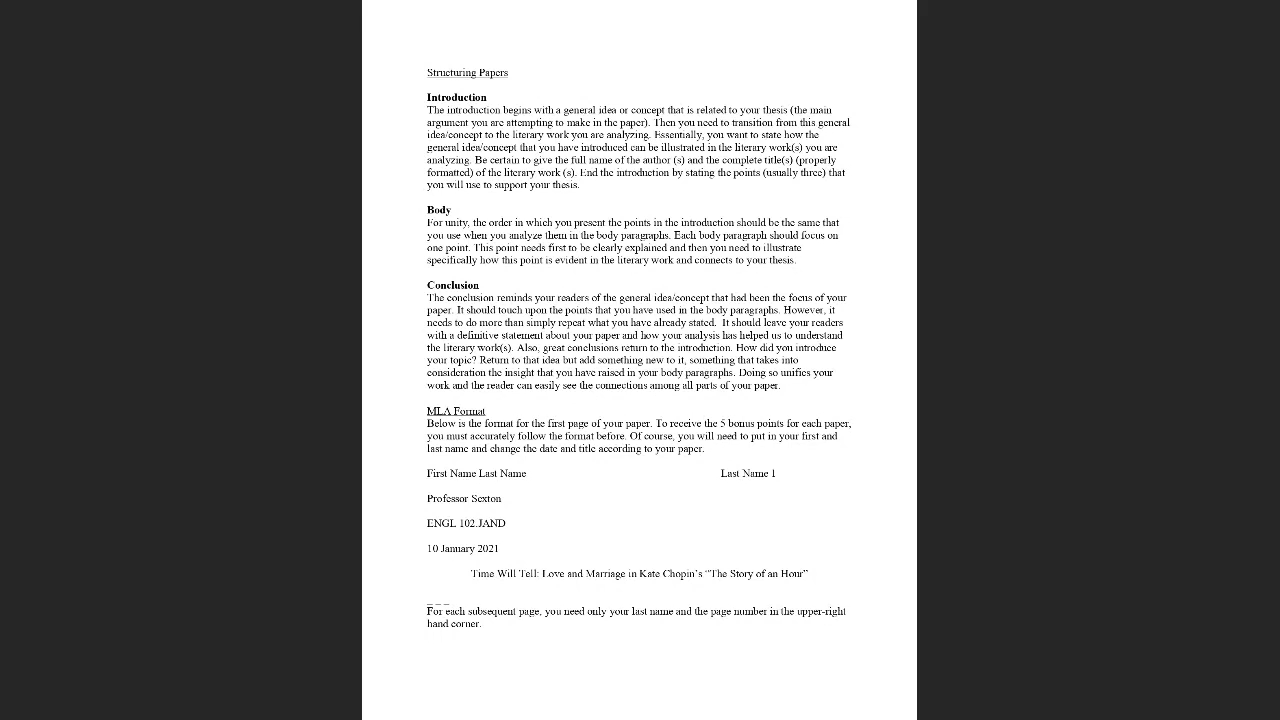 Structuring Papers
Introduction
The introduction begins with a general idea or concept that is related to your thesis (the main
argument you are attempting to make in the paper). Then you need to transition from this general
idea/concept to the literary work you are analyzing. Essentially, you want to state how the
general idea/concept that you have introduced can be illustrated in the literary work(s) you are
analyzing. Be certain to give the full name of the author (s) and the complete title(s) (properly
formatted) of the literary work (s). End the introduction by stating the points (usually three) that
you will use to support your thesis.
Body
For unity, the order in which you present the points in the introduction should be the same that
you use when you analyze them in the body paragraphs. Each body paragraph should focus on
one point. This point needs first to be clearly explained and then you need to illustrate
specifically how this point is evident in the literary work and connects to your thesis.
Conclusion
The conclusion reminds your readers of the general idea/concept that had been the focus of your
paper. It should touch upon the points that you have used in the body paragraphs. However, it
needs to do more than simply repeat what you have already stated.  It should leave your readers
with a definitive statement about your paper and how your analysis has helped us to understand
the literary work(s). Also, great conclusions return to the introduction. How did you introduce
your topic? Return to that idea but add something new to it, something that takes into
consideration the insight that you have raised in your body paragraphs. Doing so unifies your
work and the reader can easily see the connections among all parts of your paper.
MLA Format
Below is the format for the first page of your paper. To receive the 5 bonus points for each paper,
you must accurately follow the format before. Of course, you will need to put in your first and
last name and change the date and title according to your paper.
First Name Last Name Last Name 1
Professor Sexton
ENGL 102.JAND
10 January 2021
Time Will Tell: Love and Marriage in Kate Chopin's “The Story of an Hour”
_ _ _
For each subsequent page, you need only your last name and the page number in the upper-right
hand corner.